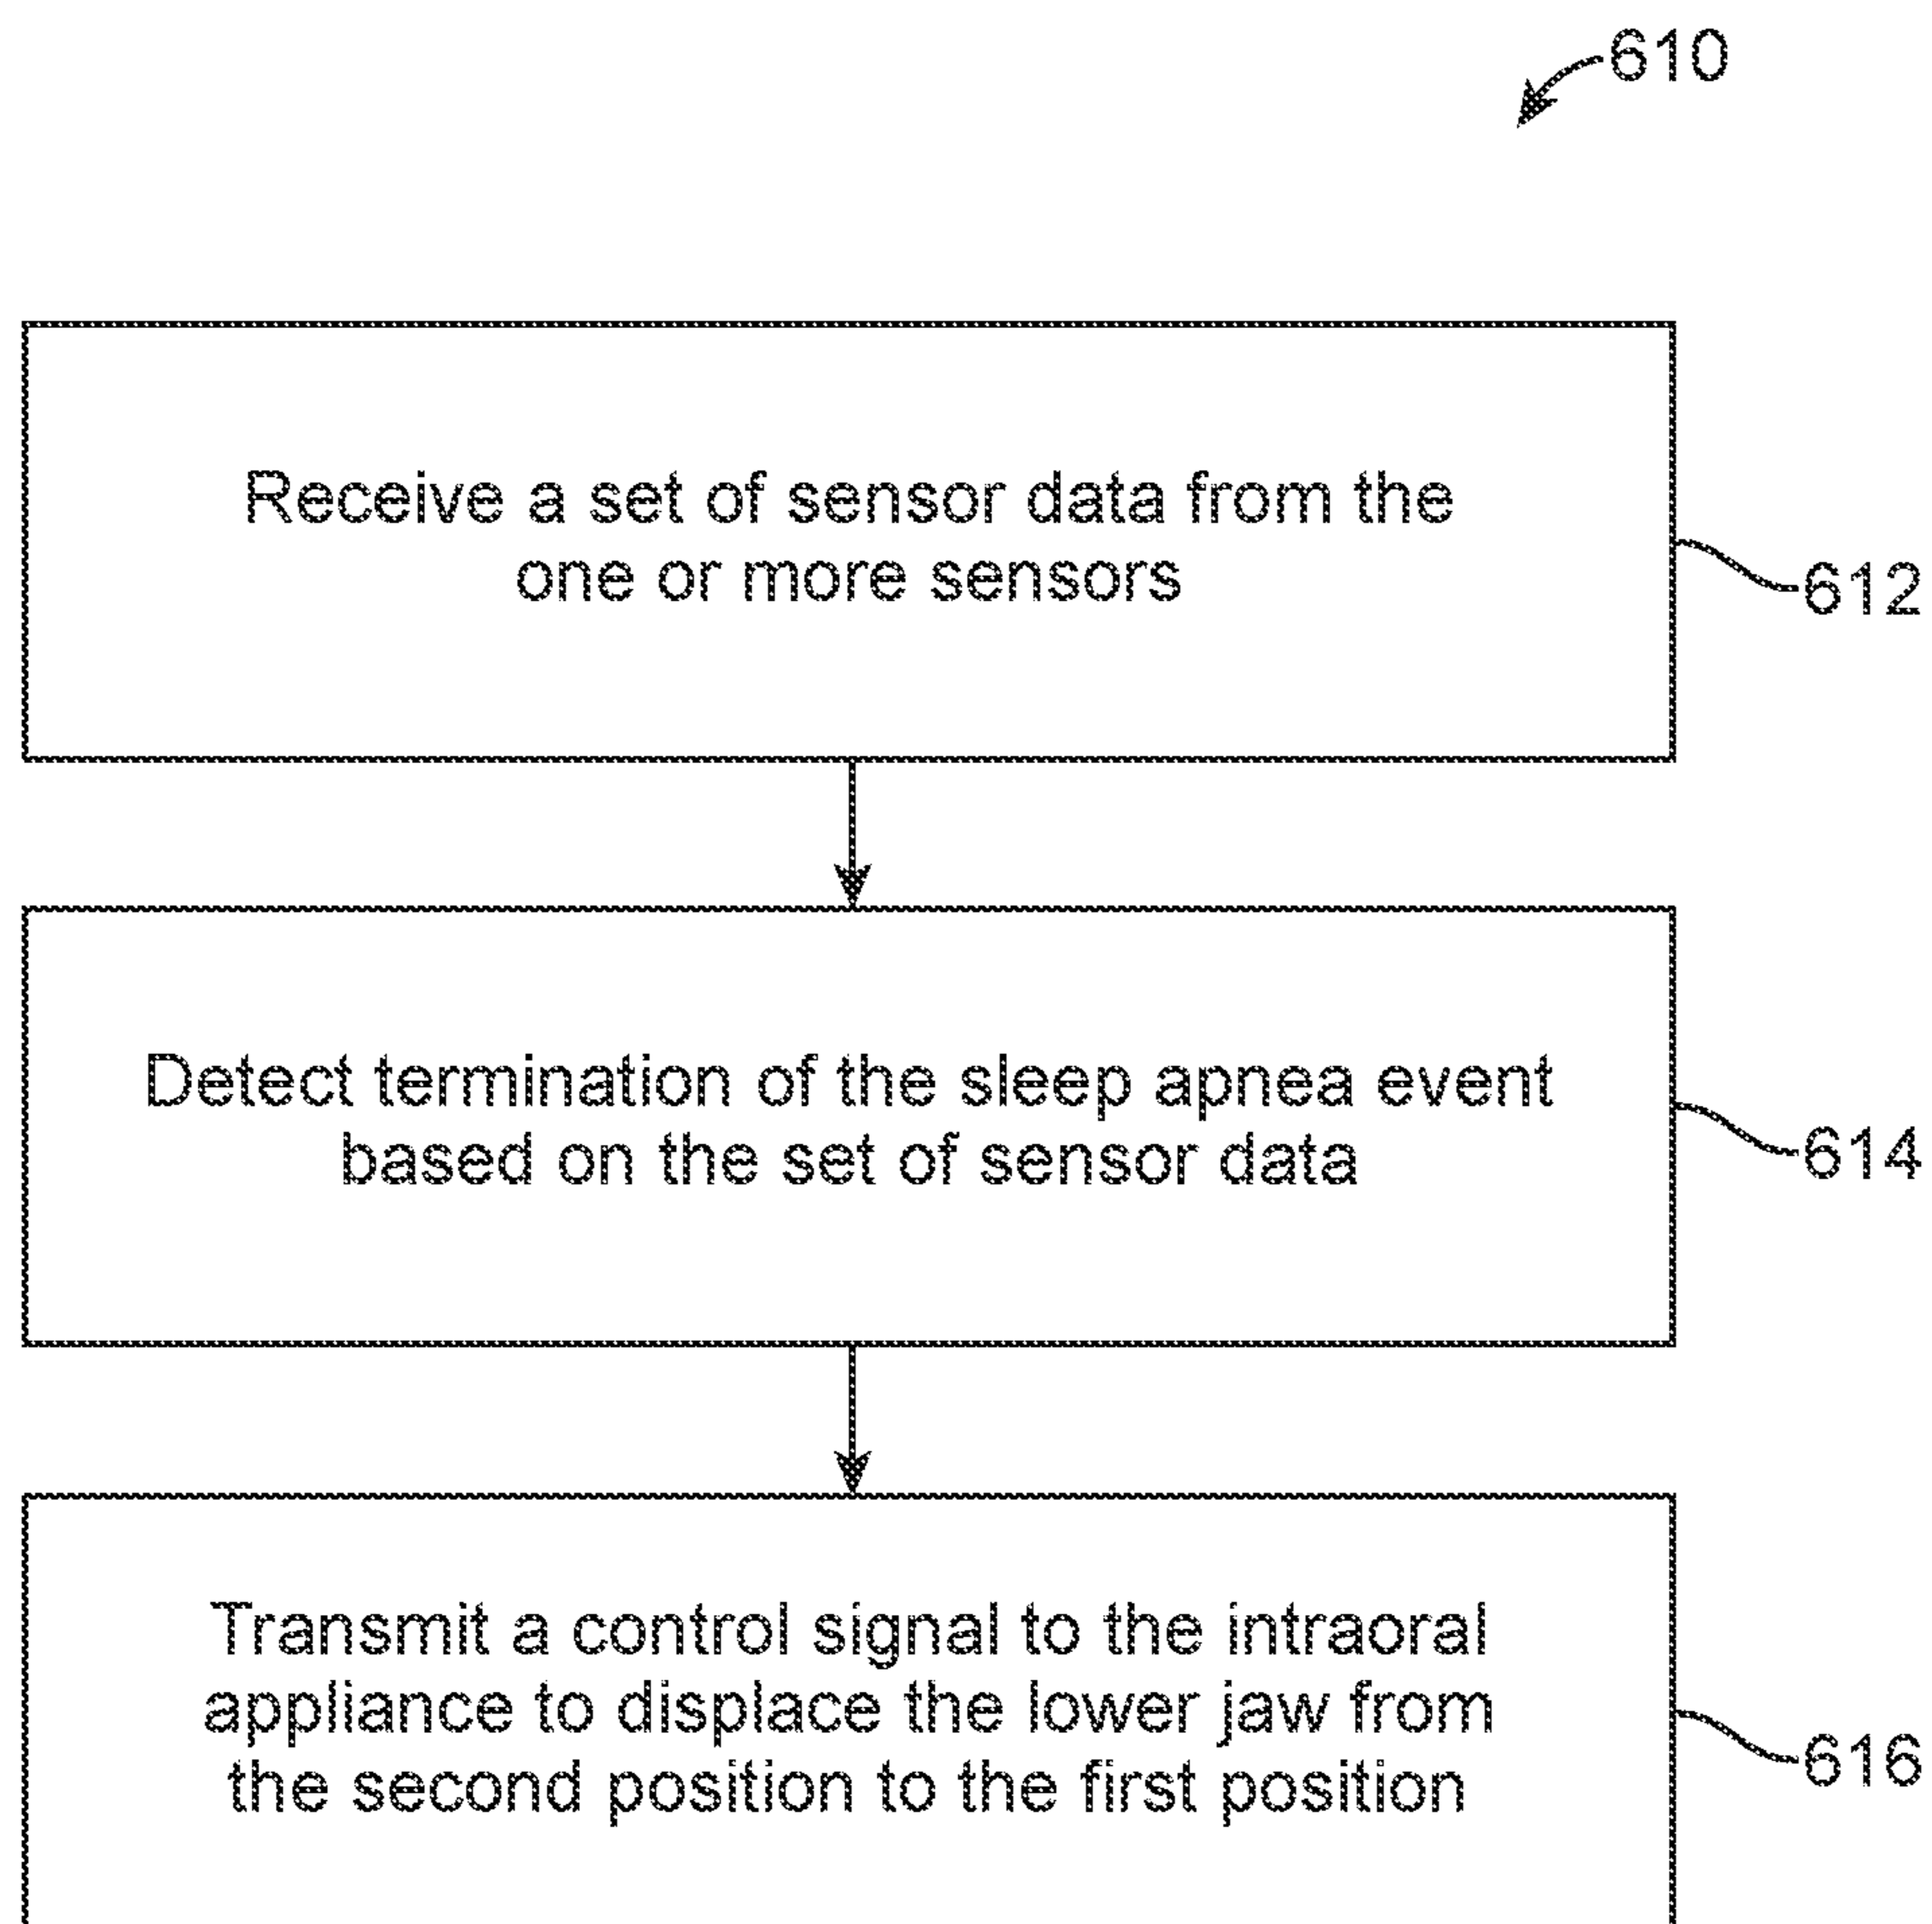 610
Receive a set of sensor data from the
one or more sensors
612
Detect termination of the sleep apnea event
based on the set of sensor data
614
Transmit a control signal to the intraoral
appliance to displace the lower jaw from
the second position to the first position
616